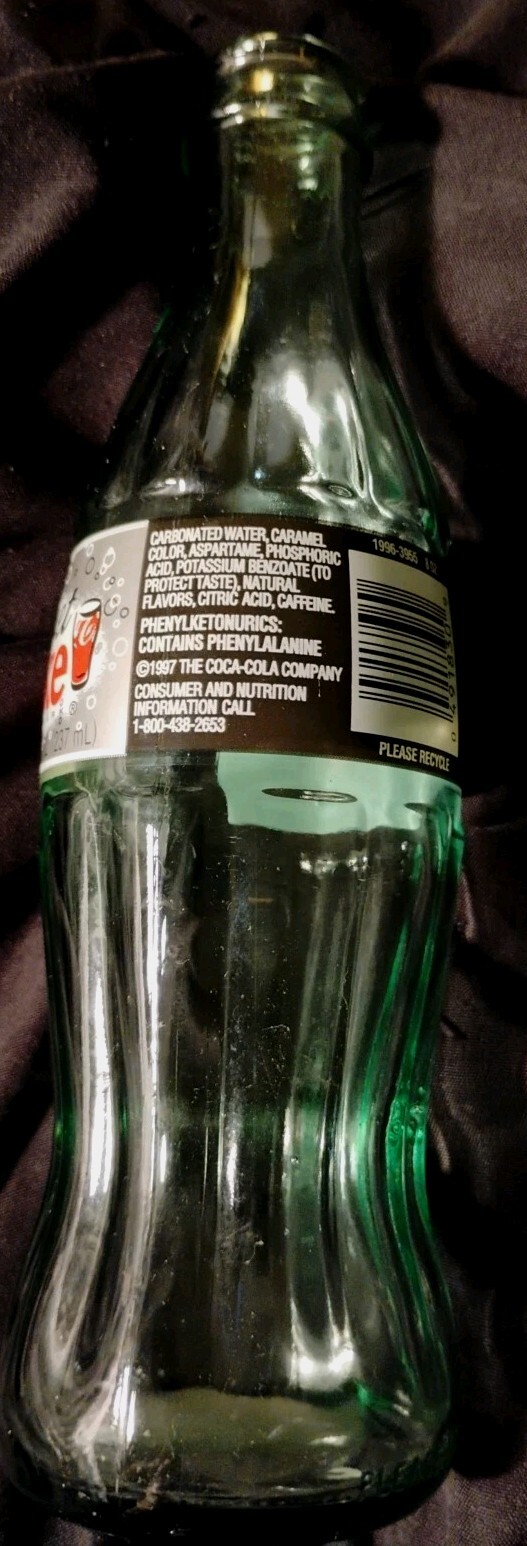 ke
237 mL)
CARBONATED WATER, CARAMEL
COLOR, ASPARTAME, PHOSPHORIC
ACID, POTASSIUM BENZOATE (TO
PROTECT TASTE), NATURAL
FLAVORS, CITRIC ACID, CAFFEINE.
PHENYLKETONURICS:
CONTAINS PHENYLALANINE
©1997 THE COCA-COLA COMPANY
CONSUMER AND NUTRITION
INFORMATION CALL
1-800-438-2653
1996-3955
PLEASE RECYCLE